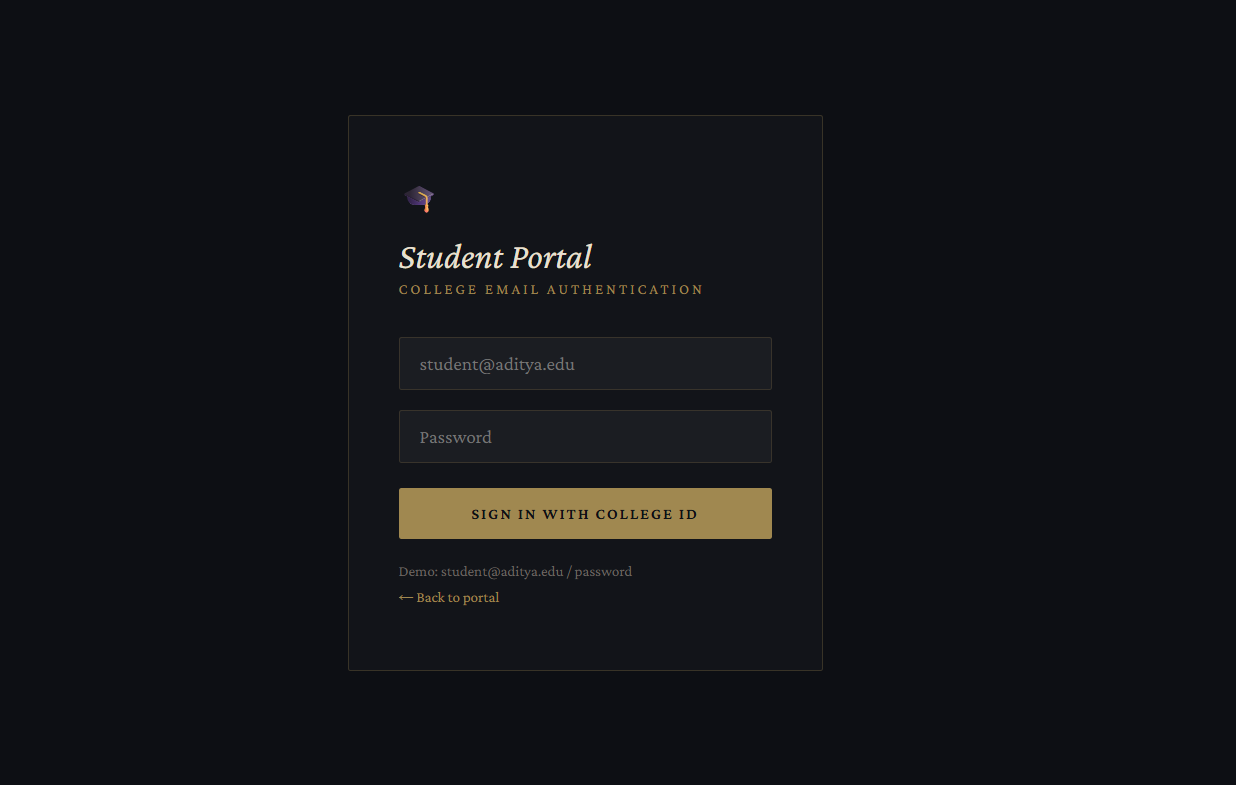 Student Portal
COLLEGE EMAIL AUTHENTICATION
student@aditya.edu
Password
SIGN IN WITH COLLEGE ID
Demo: student@aditya.edu / password
← Back to portal